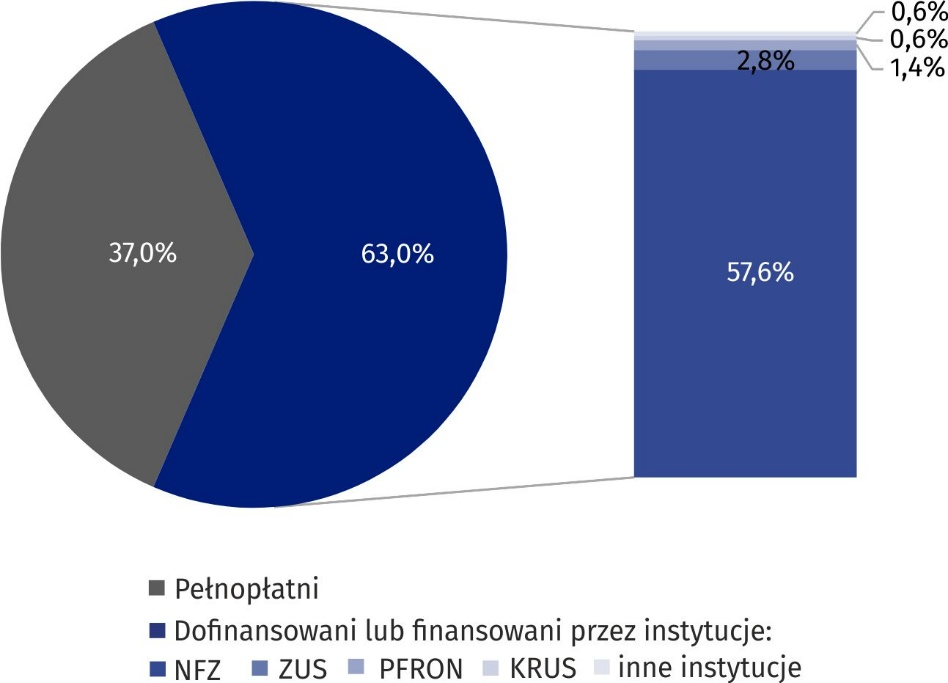 0,6%
0,6%
2,8%
1,4%
37,0%
63,0%
57,6%
Pełnopłatni
Dofinansowani lub finansowani przez instytucje:
NFZ ZUS PFRON KRUS inne instytucje